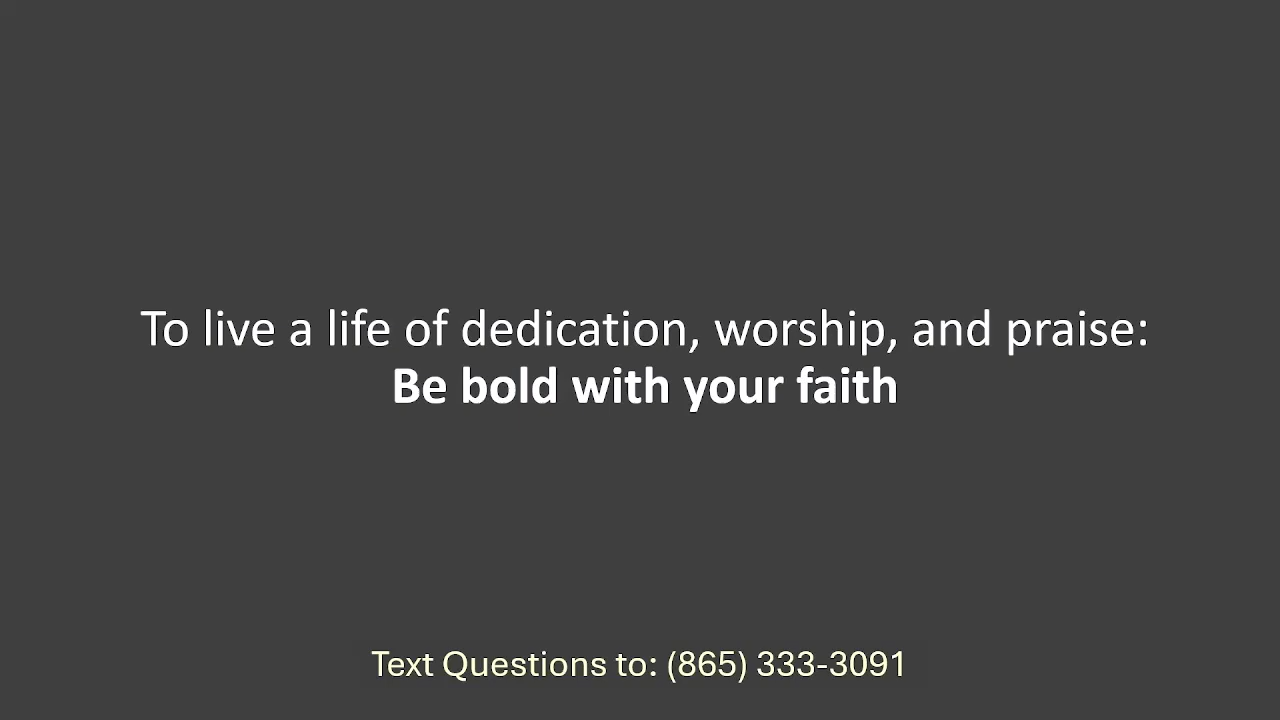 To live a life of dedication, worship, and praise:
Be bold with your faith
Text Questions to: (865) 333-3091